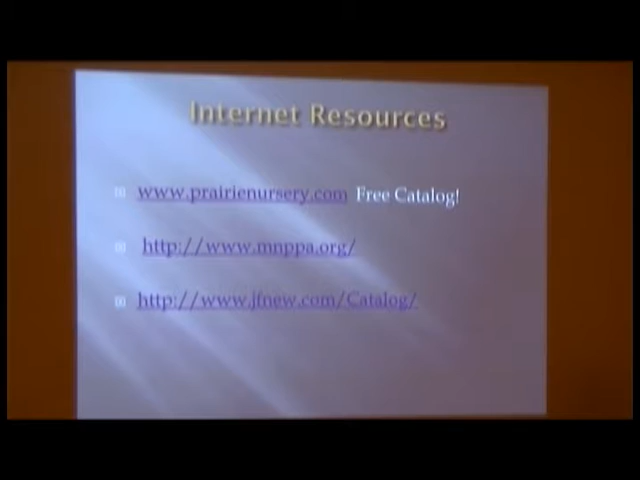 Internet Resources
www.prairienursery.com Free Catalog!
http://www.mnppa.org/
http://www.jfnew.com/Catalog/